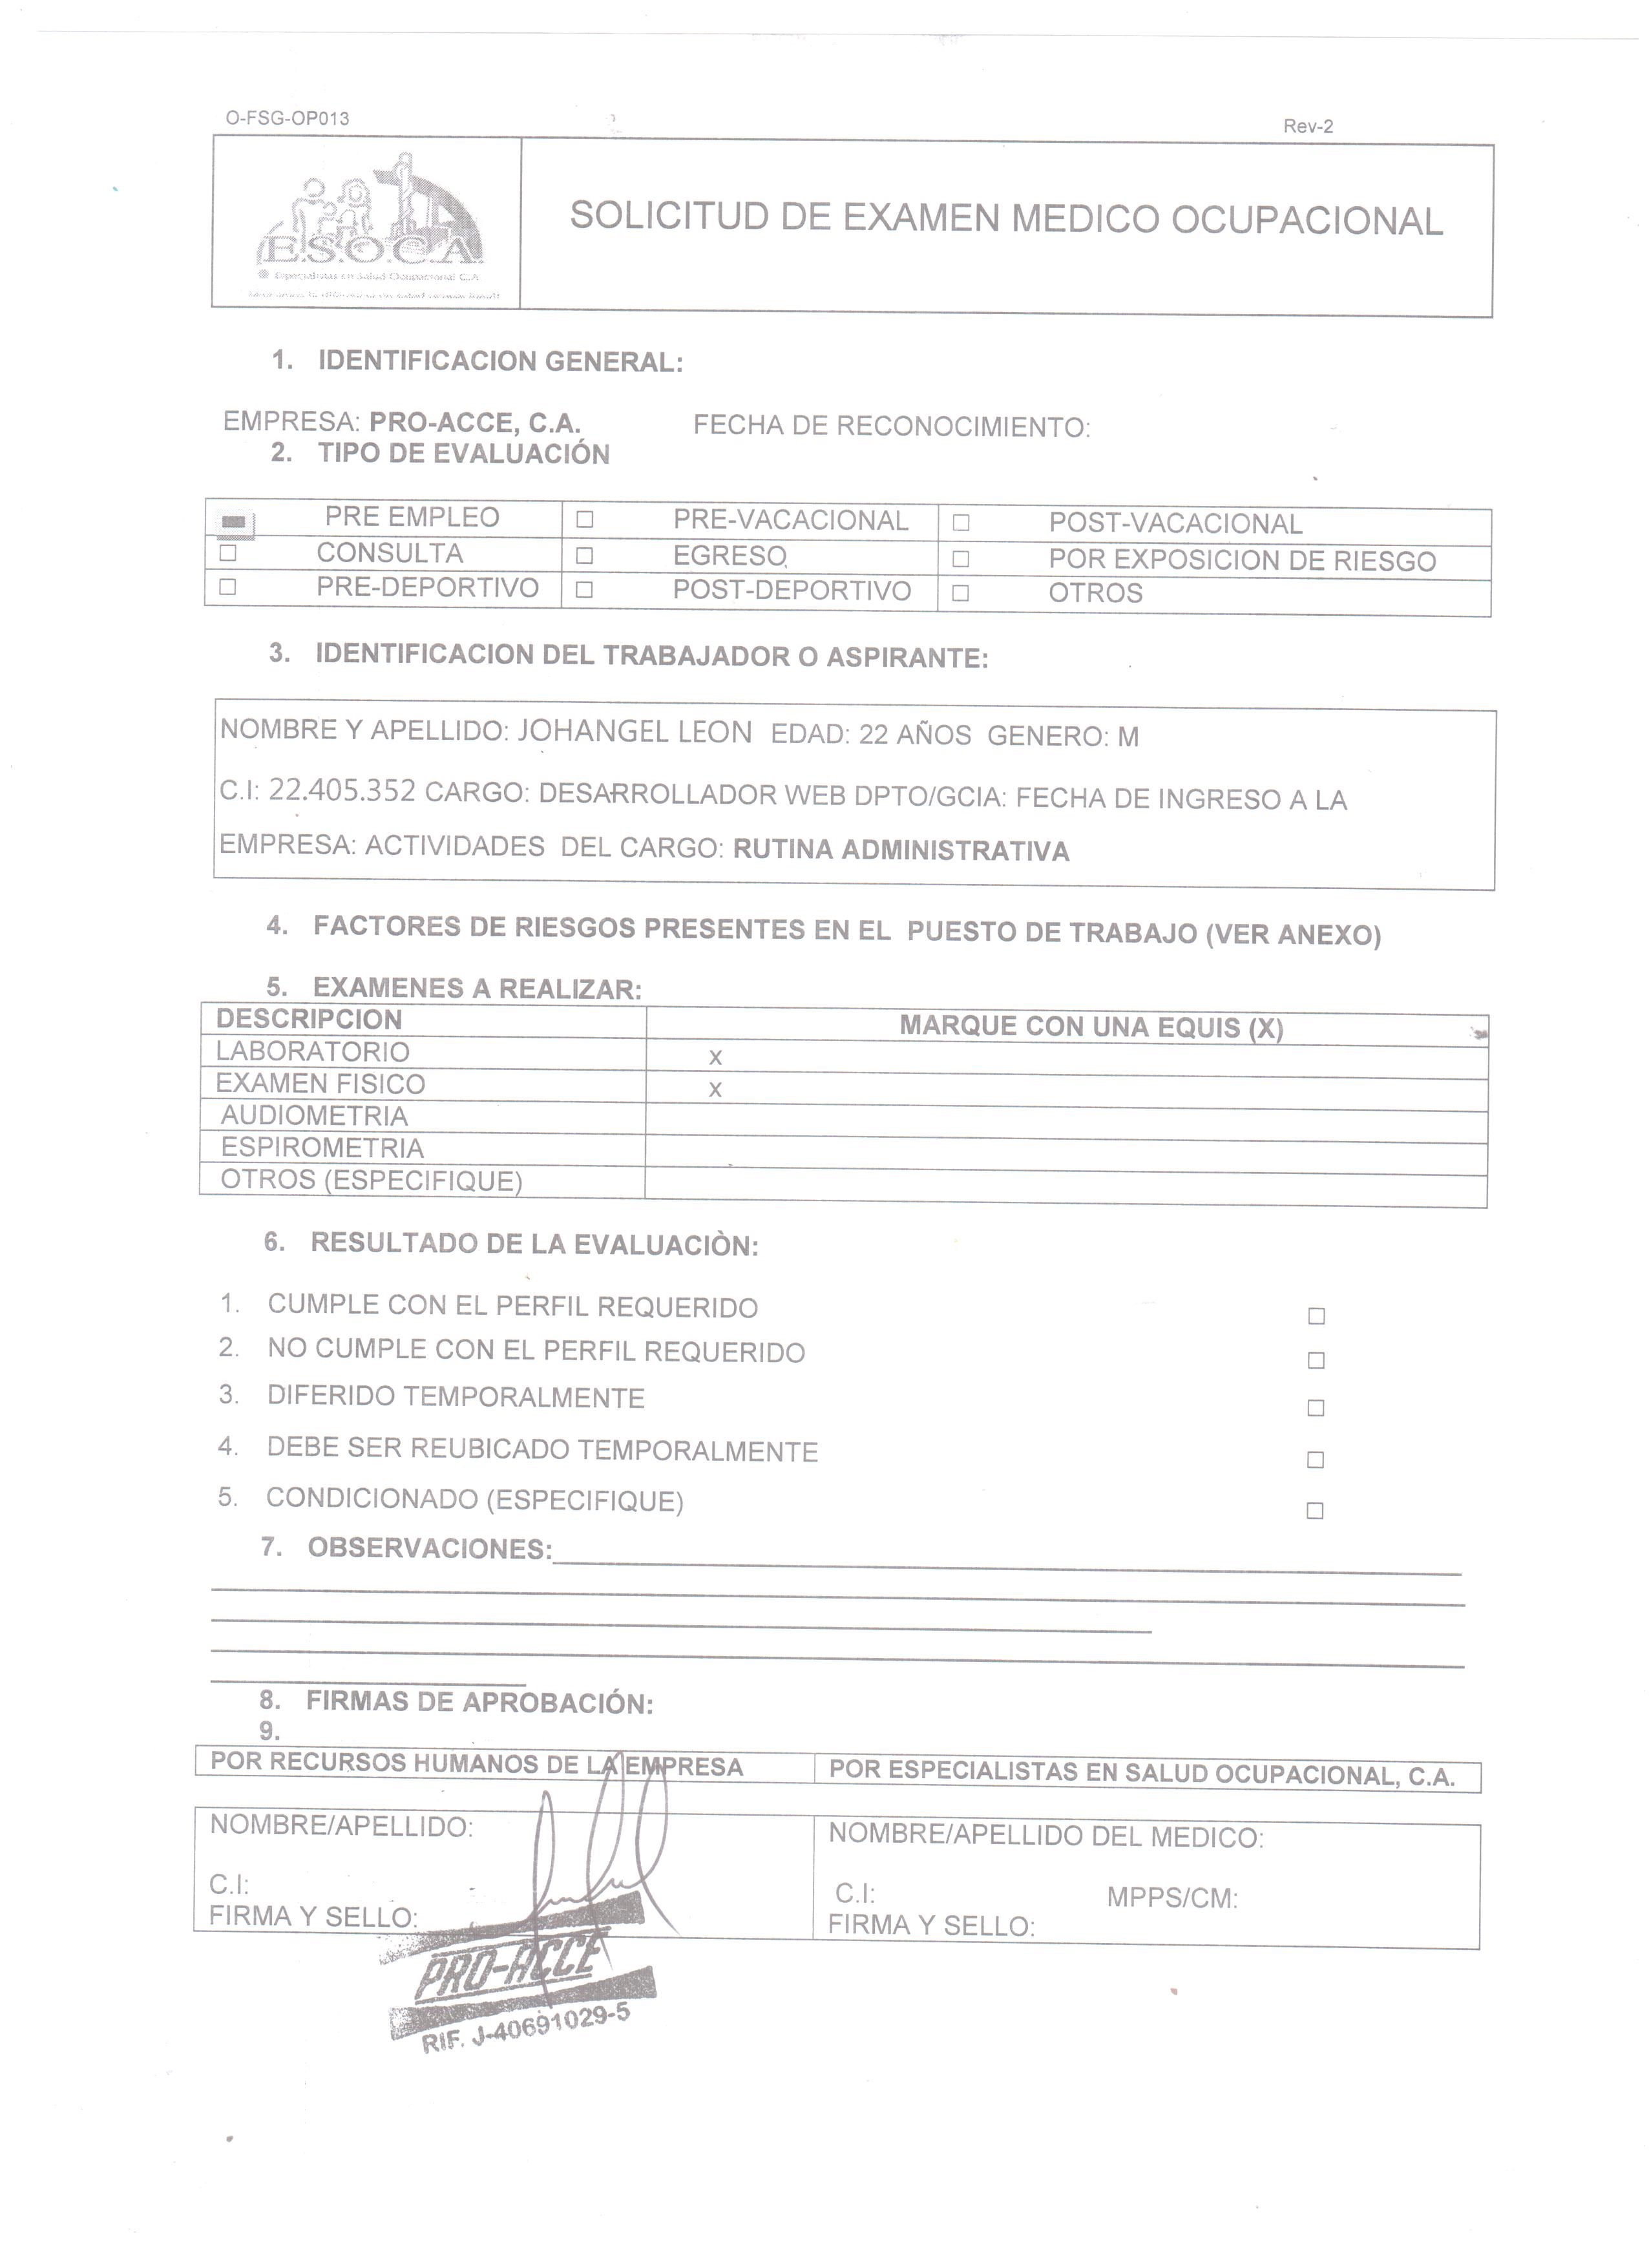 O-FSG-OP013
Rev-2
E.S.O.C.A.
Especialistas en Salud Ocupacional C.A.
SOLICITUD DE EXAMEN MEDICO OCUPACIONAL
1. IDENTIFICACION GENERAL:
EMPRESA: PRO-ACCE, C.A. FECHA DE RECONOCIMIENTO:
2. TIPO DE EVALUACIÓN
PRE EMPLEO □ PRE-VACACIONAL □ POST-VACACIONAL
□ CONSULTA □ EGRESO □ POR EXPOSICION DE RIESGO
□ PRE-DEPORTIVO □ POST-DEPORTIVO □ OTROS
3. IDENTIFICACION DEL TRABAJADOR O ASPIRANTE:
NOMBRE Y APELLIDO: JOHANGEL LEON EDAD: 22 AÑOS GENERO: M
C.I: 22.405.352 CARGO: DESARROLLADOR WEB DPTO/GCIA: FECHA DE INGRESO A LA
EMPRESA: ACTIVIDADES DEL CARGO: RUTINA ADMINISTRATIVA
4. FACTORES DE RIESGOS PRESENTES EN EL PUESTO DE TRABAJO (VER ANEXO)
5. EXAMENES A REALIZAR:
DESCRIPCION MARQUE CON UNA EQUIS (X)
LABORATORIO X
EXAMEN FISICO X
AUDIOMETRIA
ESPIROMETRIA
OTROS (ESPECIFIQUE)
6. RESULTADO DE LA EVALUACIÒN:
1. CUMPLE CON EL PERFIL REQUERIDO □
2. NO CUMPLE CON EL PERFIL REQUERIDO □
3. DIFERIDO TEMPORALMENTE □
4. DEBE SER REUBICADO TEMPORALMENTE □
5. CONDICIONADO (ESPECIFIQUE) □
7. OBSERVACIONES:
8. FIRMAS DE APROBACIÓN:
9.
POR RECURSOS HUMANOS DE LA EMPRESA POR ESPECIALISTAS EN SALUD OCUPACIONAL, C.A.
NOMBRE/APELLIDO: NOMBRE/APELLIDO DEL MEDICO:
C.I: C.I: MPPS/CM:
FIRMA Y SELLO: FIRMA Y SELLO:
PRO-ACCE
RIF. J-40691029-5